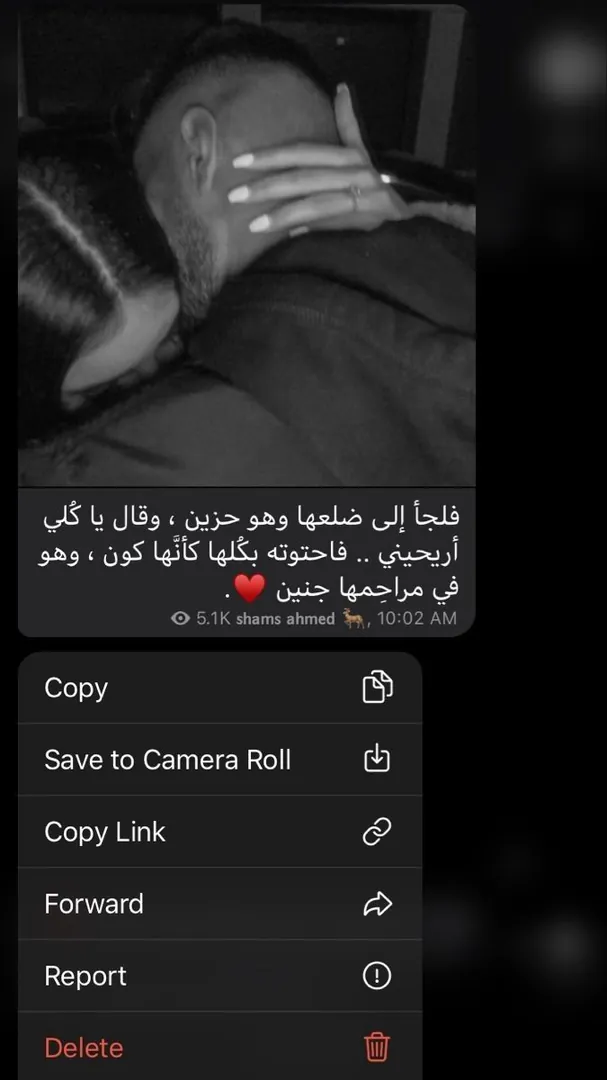 فلجأ إلى ضلعها وهو حزين ، وقال يا كُلي
أريحيني .. فاحتوته بكُلها كأنَّها كون ، وهو
في مراحِمها جنين ♥️.
5.1K shams ahmed 🐂, 10:02 AM
Copy
Save to Camera Roll
Copy Link
Forward
Report
Delete